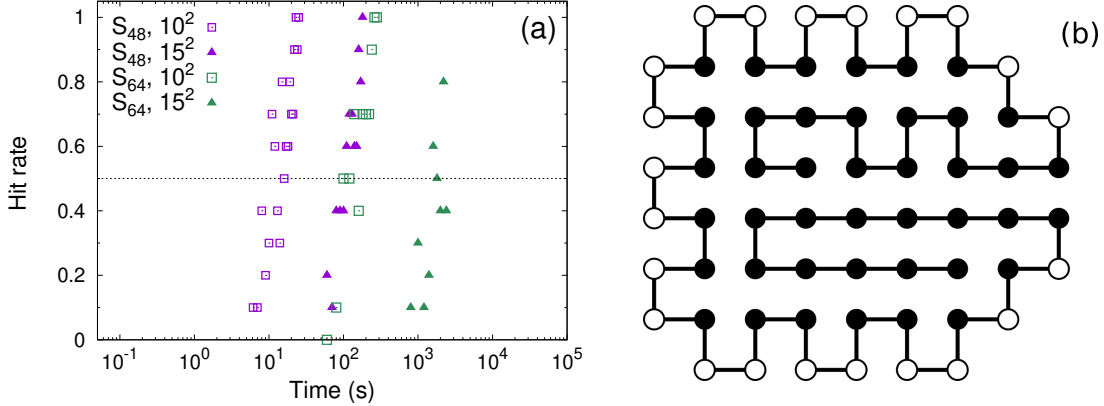 (a)
(b)
S₄₈, 10²
S₄₈, 15²
S₆₄, 10²
S₆₄, 15²
Hit rate
1
0.8
0.6
0.4
0.2
0
10⁻¹ 10⁰ 10¹ 10² 10³ 10⁴ 10⁵
Time (s)